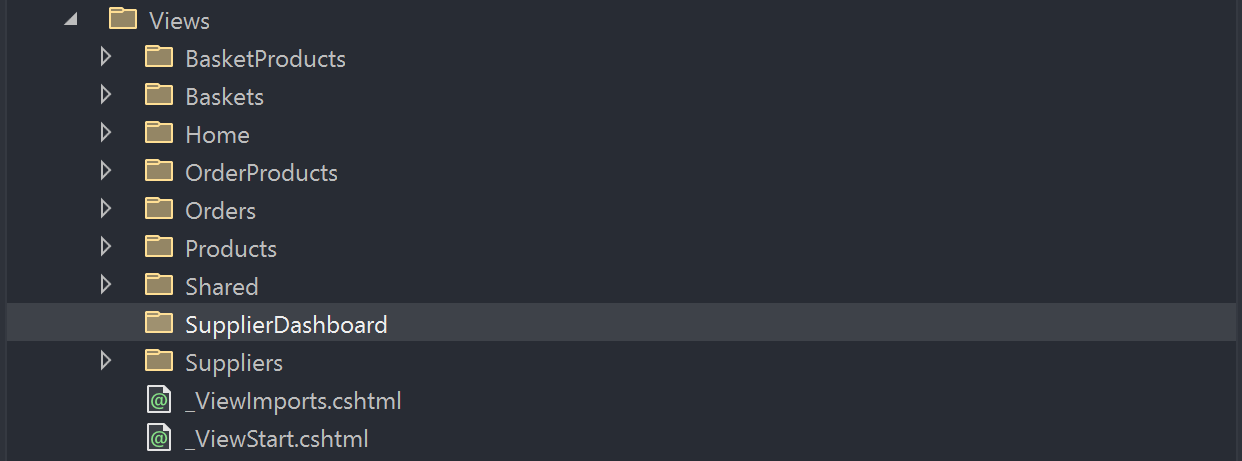 Views
BasketProducts
Baskets
Home
OrderProducts
Orders
Products
Shared
SupplierDashboard
Suppliers
_ViewImports.cshtml
_ViewStart.cshtml